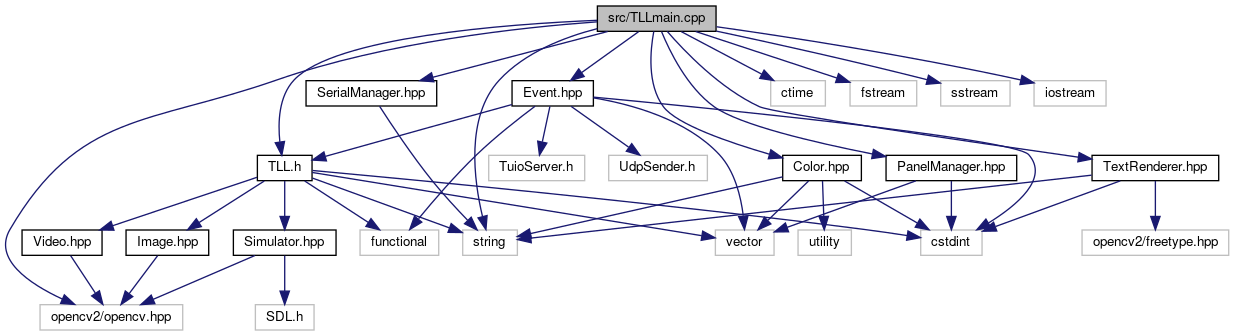 src/TLLmain.cpp
SerialManager.hpp
Event.hpp
ctime
fstream
sstream
iostream
TLL.h
TuioServer.h
UdpSender.h
Color.hpp
PanelManager.hpp
TextRenderer.hpp
Video.hpp
Image.hpp
Simulator.hpp
functional
string
vector
utility
cstdint
opencv2/freetype.hpp
opencv2/opencv.hpp
SDL.h